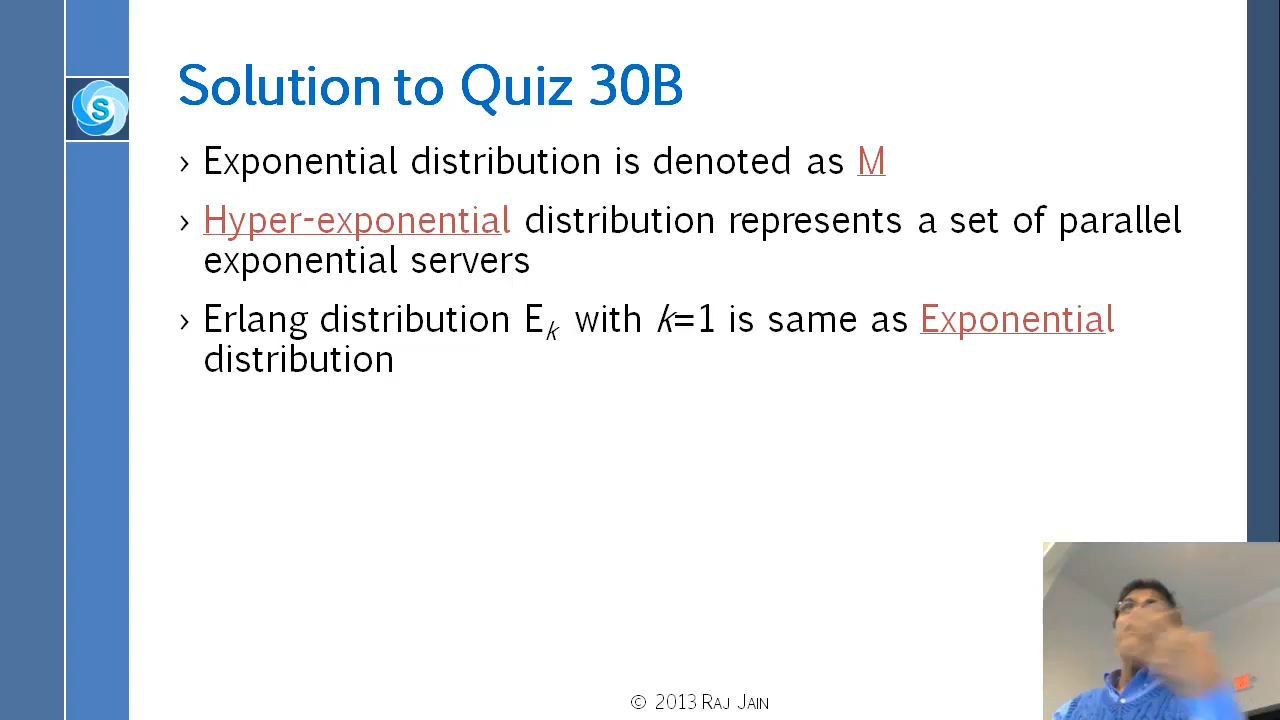 Solution to Quiz 30B
S
› Exponential distribution is denoted as M
› Hyper-exponential distribution represents a set of parallel
exponential servers
› Erlang distribution Ek with k=1 is same as Exponential
distribution
© 2013 RAJ JAIN